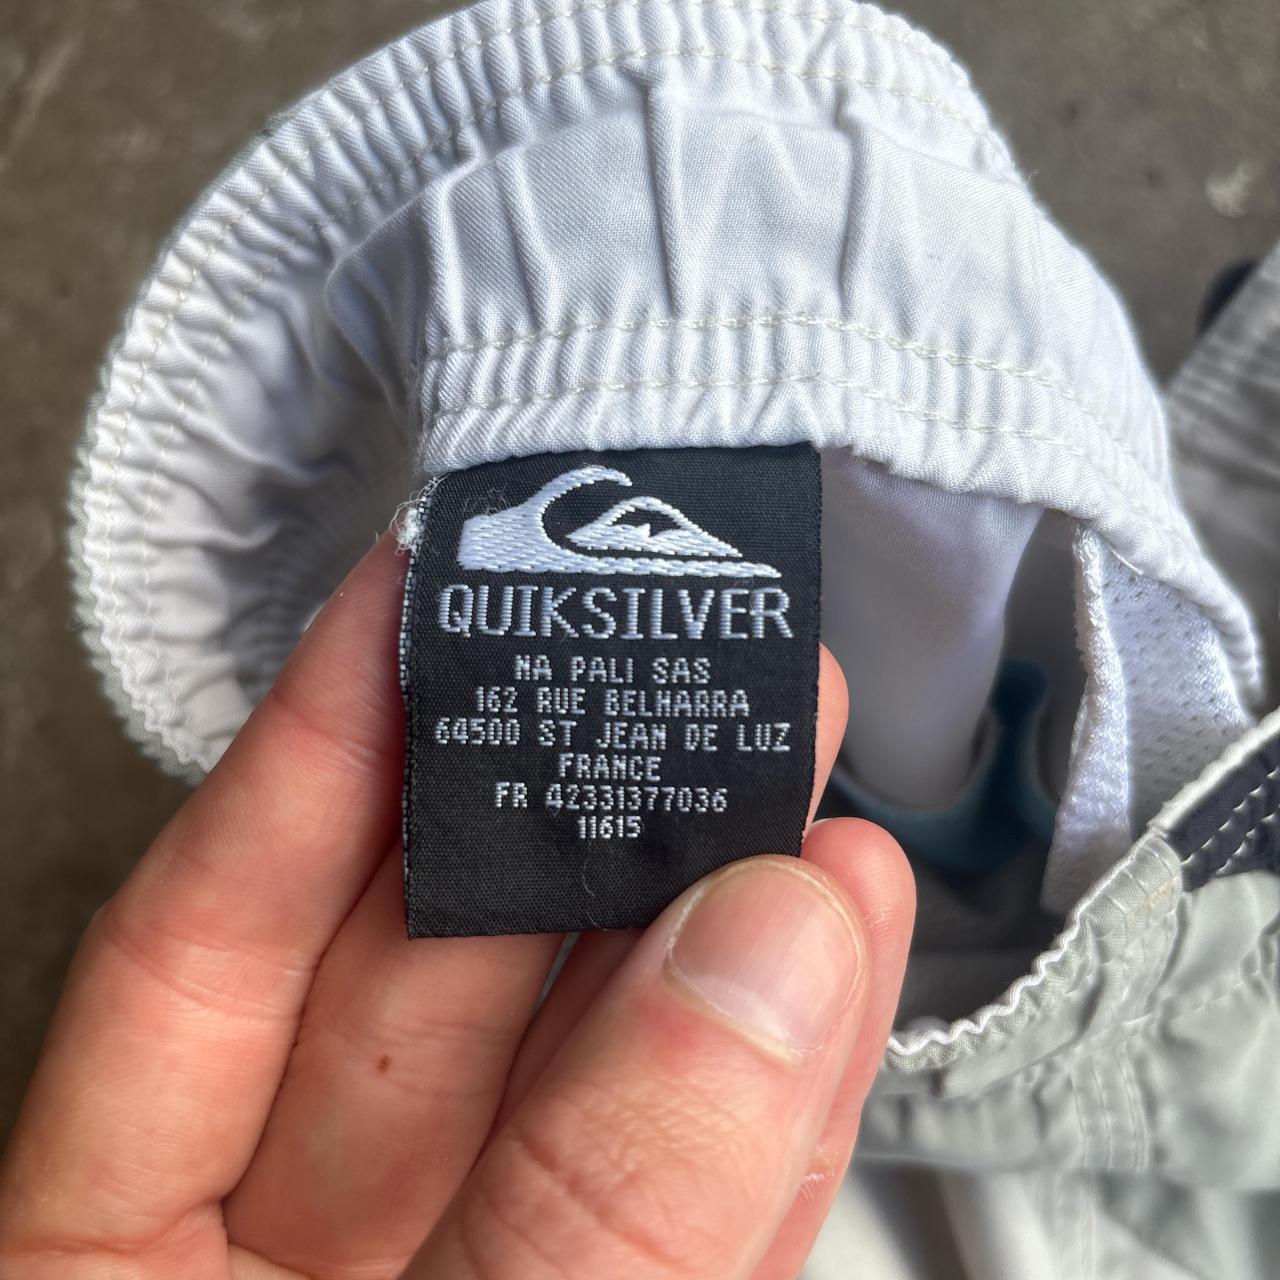 QUIKSILVER
NA PALI SAS
162 RUE BELHARRA
64500 ST JEAN DE LUZ
FRANCE
FR 42331377036
11615